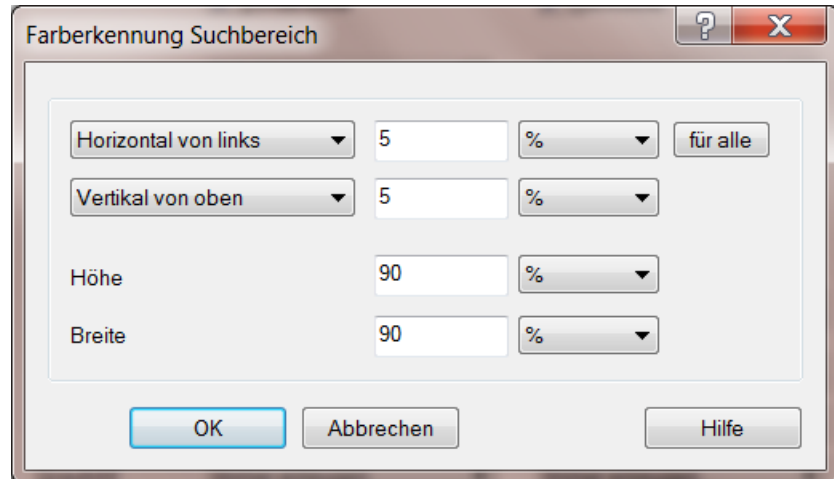 Farberkennung Suchbereich
Horizontal von links 5 % für alle
Vertikal von oben 5 %
Höhe 90 %
Breite 90 %
OK Abbrechen Hilfe